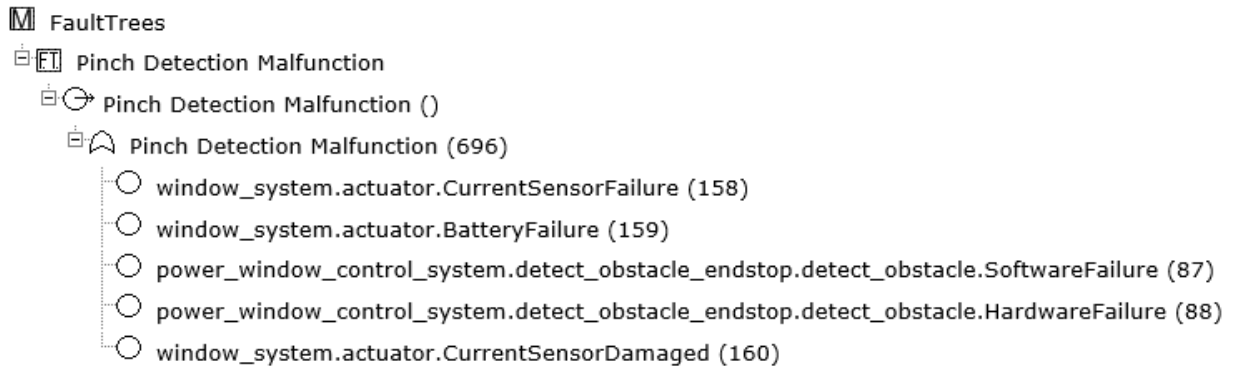 M FaultTrees
FT Pinch Detection Malfunction
Pinch Detection Malfunction ()
Pinch Detection Malfunction (696)
window_system.actuator.CurrentSensorFailure (158)
window_system.actuator.BatteryFailure (159)
power_window_control_system.detect_obstacle_endstop.detect_obstacle.SoftwareFailure (87)
power_window_control_system.detect_obstacle_endstop.detect_obstacle.HardwareFailure (88)
window_system.actuator.CurrentSensorDamaged (160)